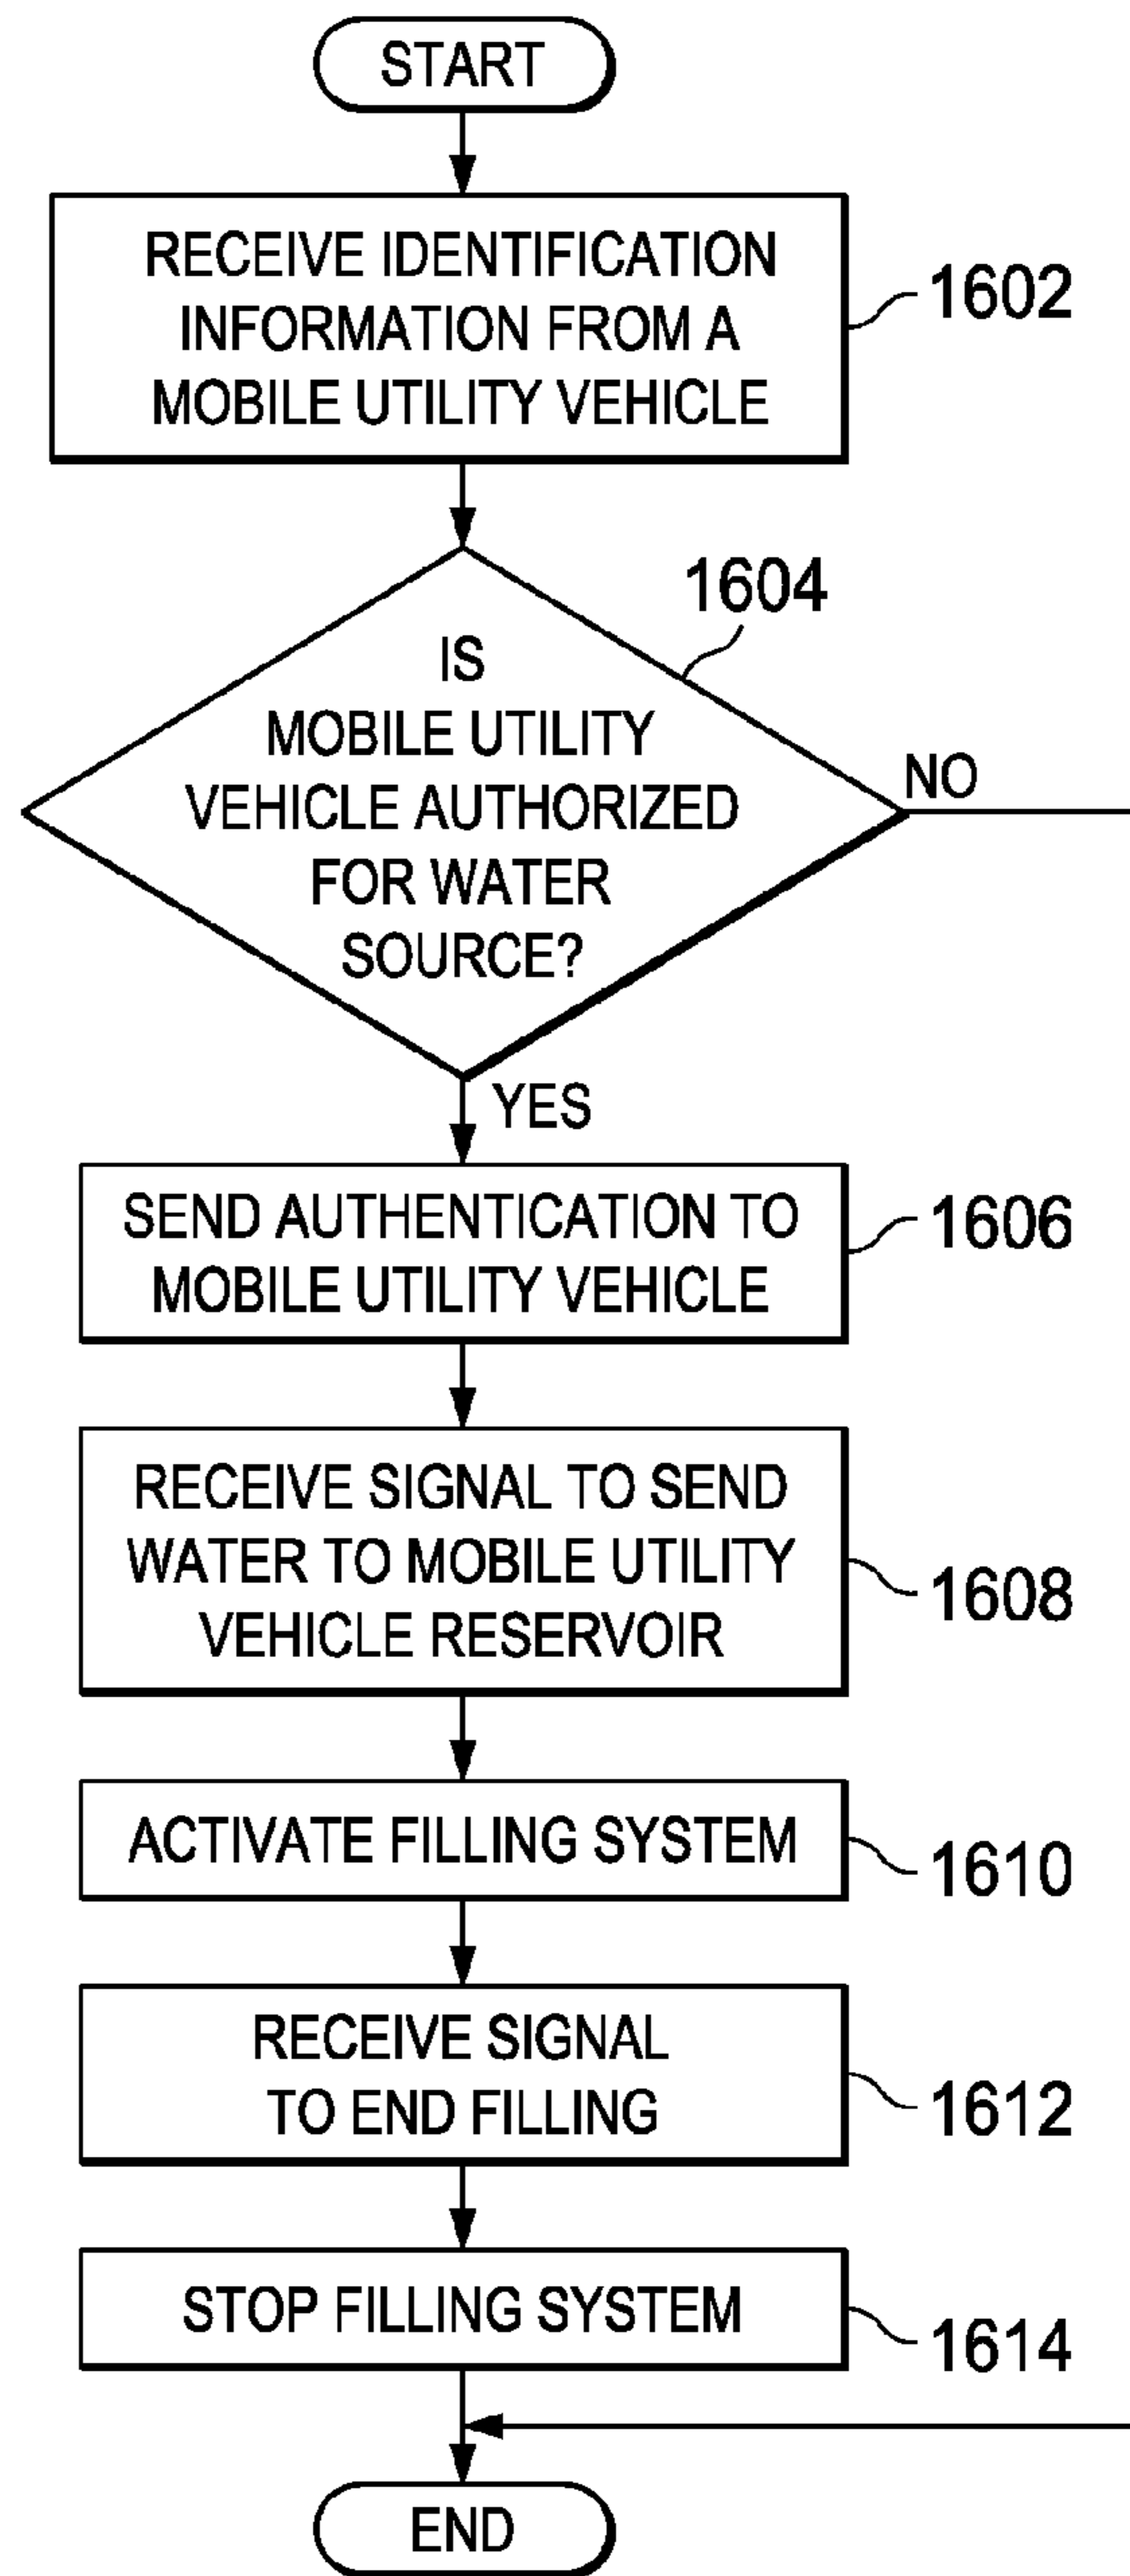 START
RECEIVE IDENTIFICATION
INFORMATION FROM A
MOBILE UTILITY VEHICLE
1602
1604
IS
MOBILE UTILITY
VEHICLE AUTHORIZED
FOR WATER
SOURCE?
NO
YES
SEND AUTHENTICATION TO
MOBILE UTILITY VEHICLE
1606
RECEIVE SIGNAL TO SEND
WATER TO MOBILE UTILITY
VEHICLE RESERVOIR
1608
ACTIVATE FILLING SYSTEM
1610
RECEIVE SIGNAL
TO END FILLING
1612
STOP FILLING SYSTEM
1614
END